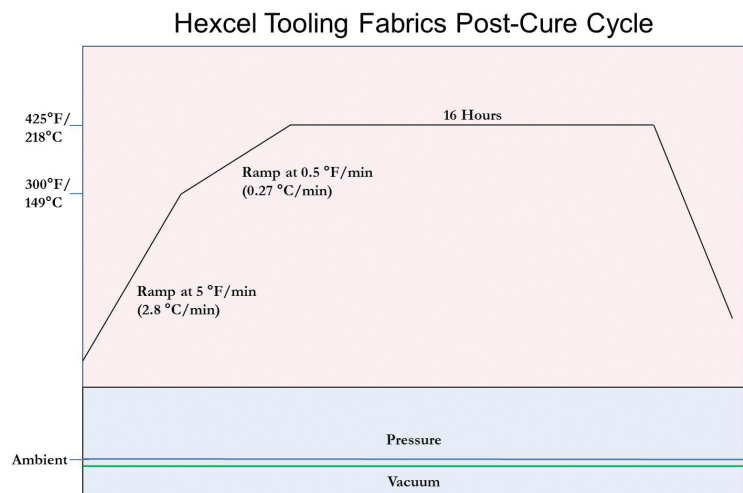 Hexcel Tooling Fabrics Post-Cure Cycle
425°F/
218°C
16 Hours
Ramp at 0.5 °F/min
(0.27 °C/min)
300°F/
149°C
Ramp at 5 °F/min
(2.8 °C/min)
Pressure
Ambient
Vacuum